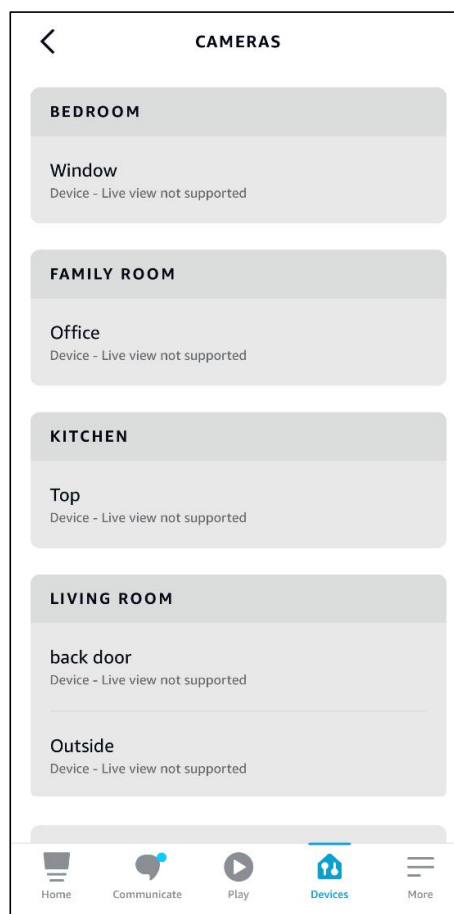 CAMERAS
BEDROOM
Window
Device - Live view not supported
FAMILY ROOM
Office
Device - Live view not supported
KITCHEN
Top
Device - Live view not supported
LIVING ROOM
back door
Device - Live view not supported
Outside
Device - Live view not supported
Home Communicate Play Devices More